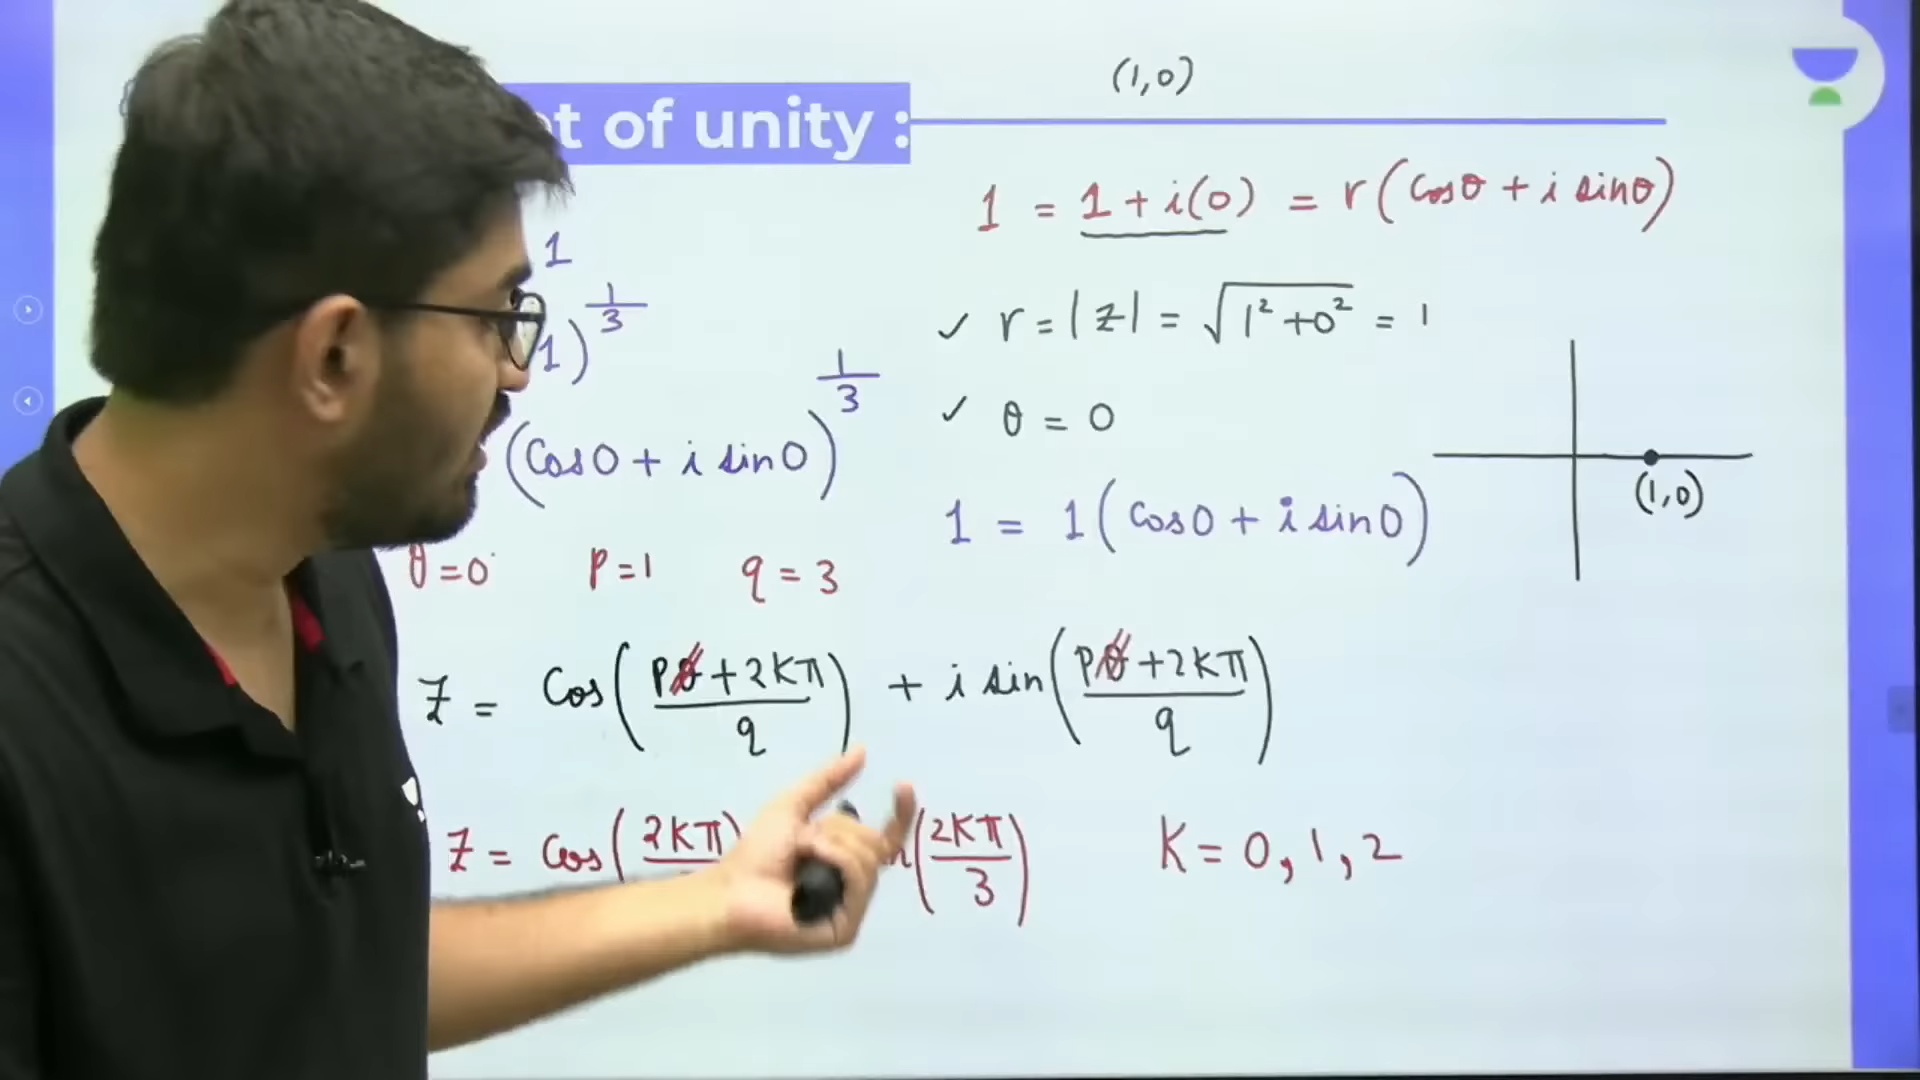 (1,0)
of unity :
1 = 1 + i(0) = r(Cosθ + i sinθ)
1
1)^1/3
✓ r = |Z| = √1² + 0² = 1
(Cos0 + i sin0)^1/3
✓ θ = 0
(1,0)
1 = 1(Cos0 + i sin0)
θ = 0 P = 1 q = 3
Z = Cos(Pθ + 2Kπ / q) + i sin(Pθ + 2Kπ / q)
Z = Cos(2Kπ (2Kπ / 3) K = 0, 1, 2